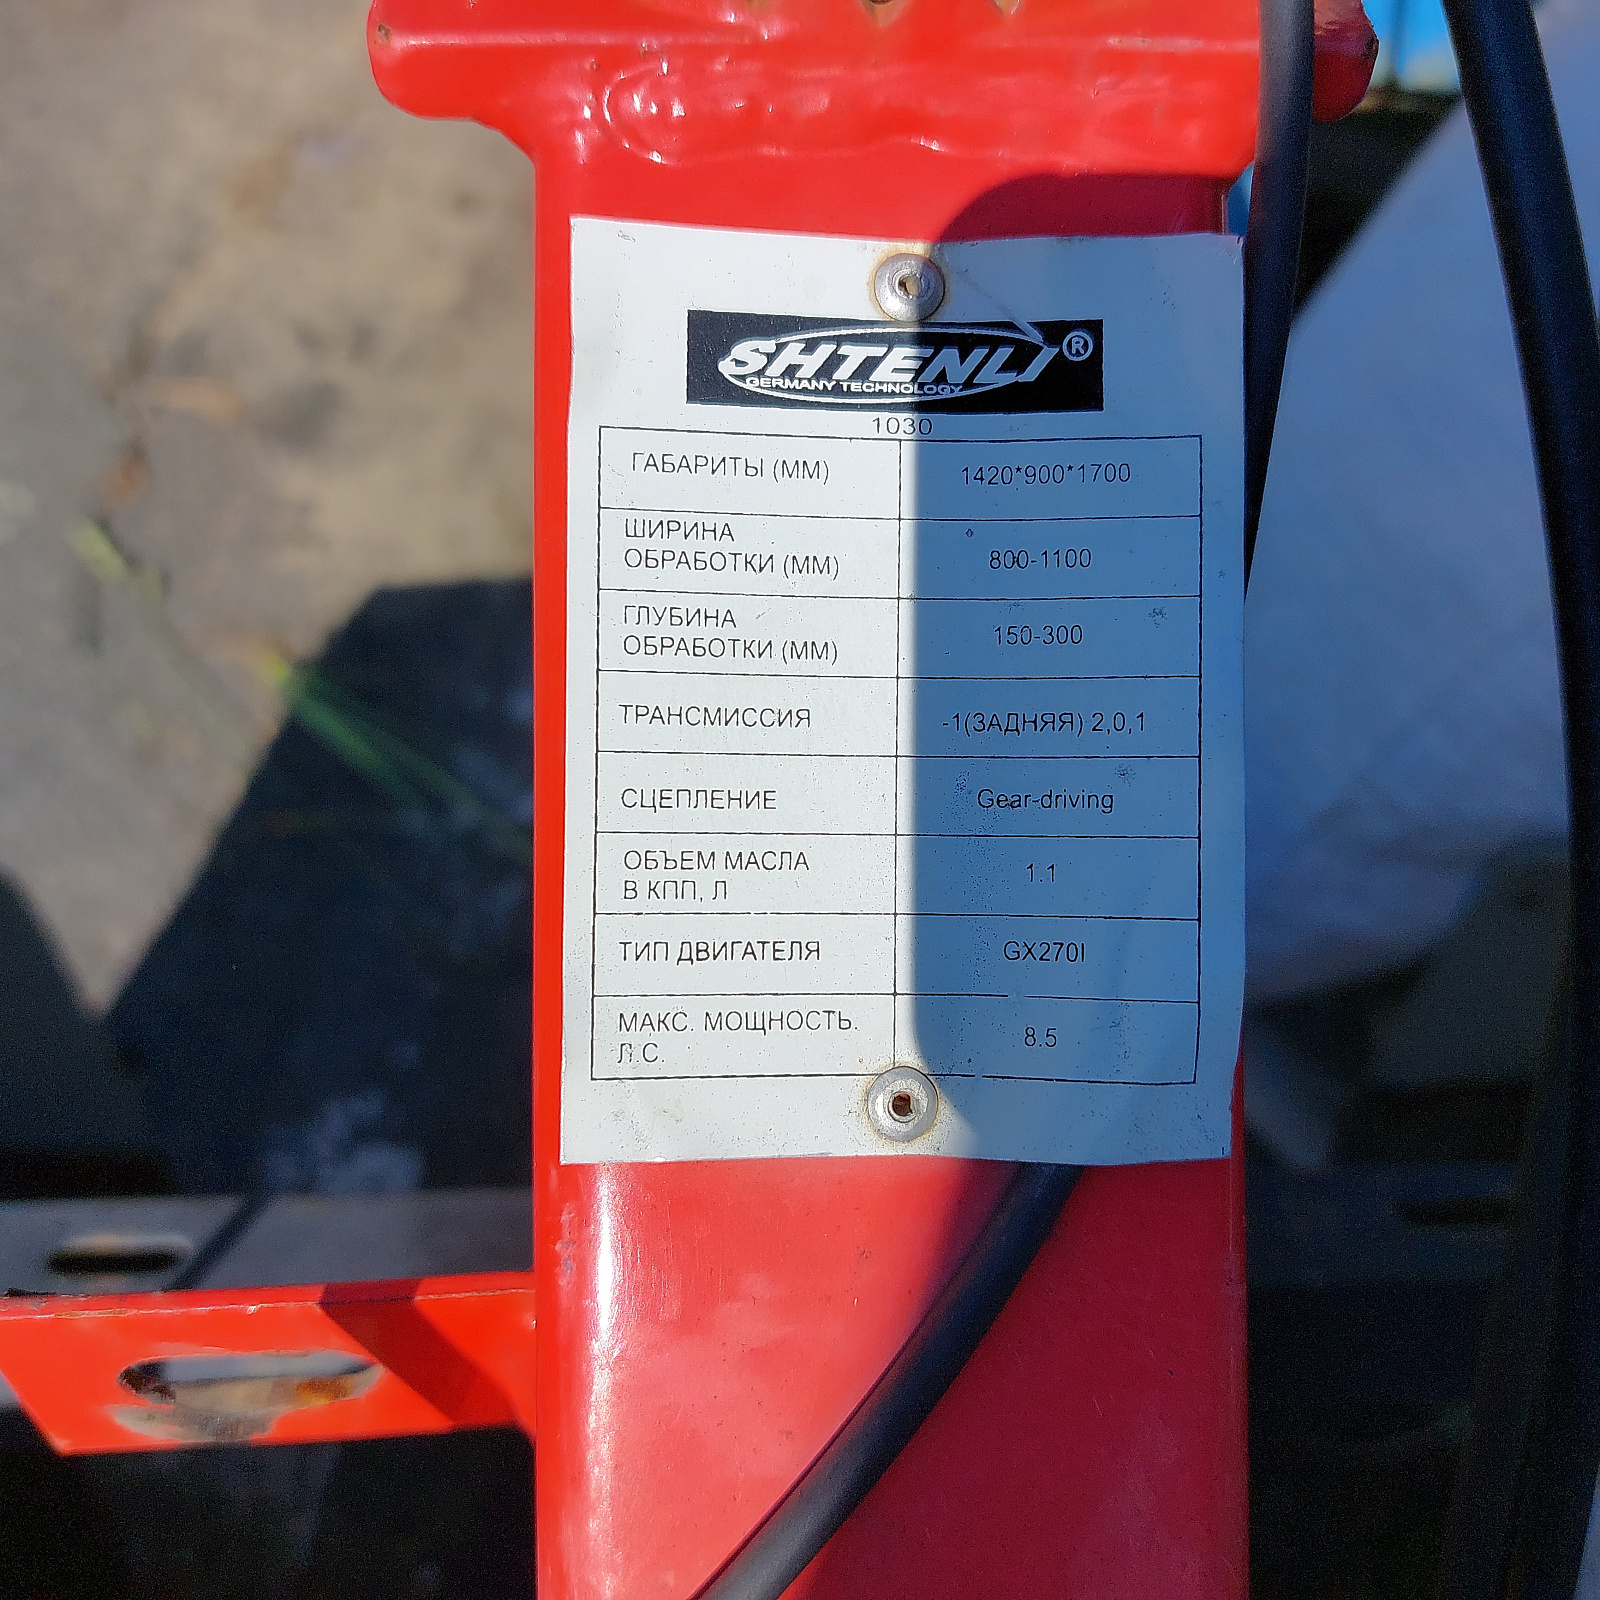 SHTENLI ®
GERMANY TECHNOLOGY
1030
ГАБАРИТЫ (ММ) 1420*900*1700
ШИРИНА
ОБРАБОТКИ (ММ) 800-1100
ГЛУБИНА
ОБРАБОТКИ (ММ) 150-300
ТРАНСМИССИЯ -1(ЗАДНЯЯ) 2,0,1
СЦЕПЛЕНИЕ Gear-driving
ОБЪЕМ МАСЛА
В КПП, Л 1.1
ТИП ДВИГАТЕЛЯ GX270I
МАКС. МОЩНОСТЬ.
Л.С. 8.5